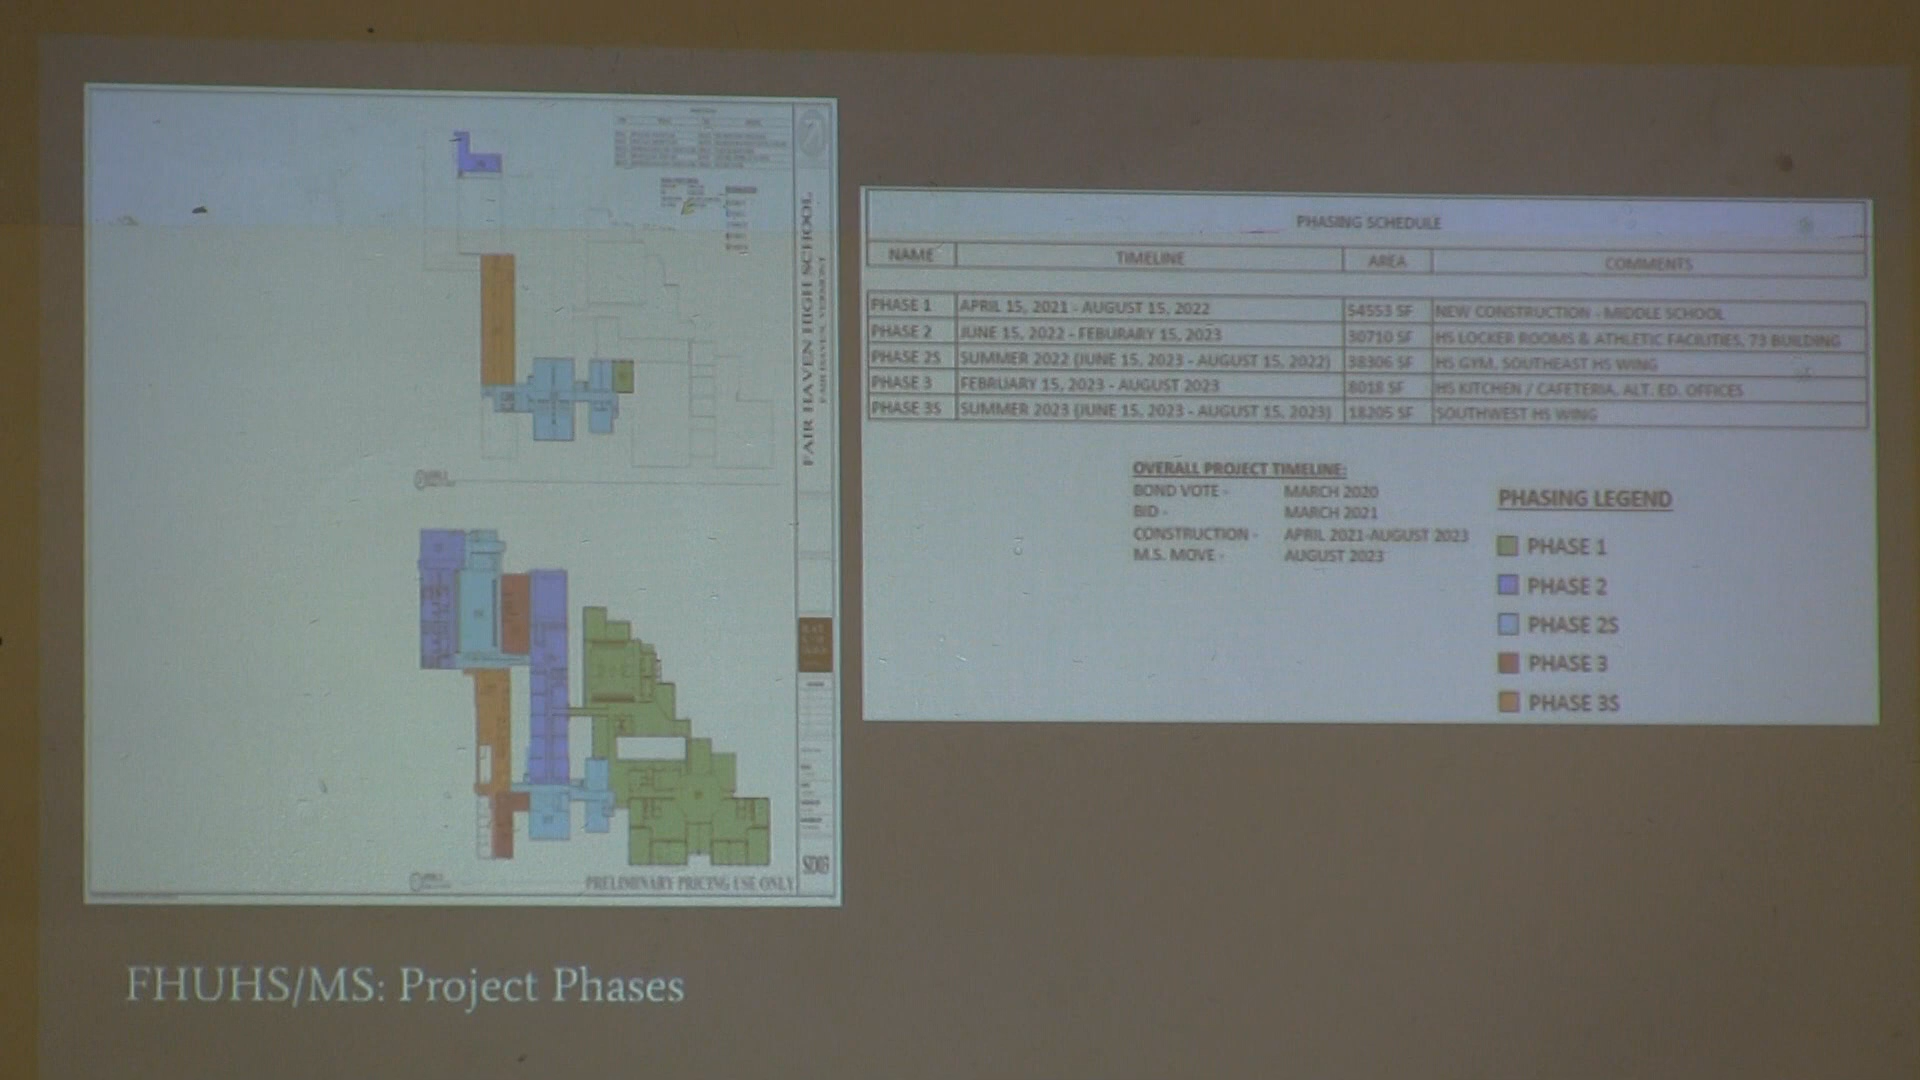 FAIR HAVEN HIGH SCHOOL
FAIR HAVEN, VERMONT
SD03
PRELIMINARY PRICING USE ONLY
PHASING SCHEDULE
NAME TIMELINE AREA COMMENTS
PHASE 1 APRIL 15, 2021 - AUGUST 15, 2022 54553 SF NEW CONSTRUCTION - MIDDLE SCHOOL
PHASE 2 JUNE 15, 2022 - FEBURARY 15, 2023 30710 SF HS LOCKER ROOMS & ATHLETIC FACILITIES, 73 BUILDING
PHASE 2S SUMMER 2022 (JUNE 15, 2023 - AUGUST 15, 2022) 38306 SF HS GYM, SOUTHEAST HS WING
PHASE 3 FEBRUARY 15, 2023 - AUGUST 2023 8018 SF HS KITCHEN / CAFETERIA, ALT. ED. OFFICES
PHASE 3S SUMMER 2023 (JUNE 15, 2023 - AUGUST 15, 2023) 18205 SF SOUTHWEST HS WING
OVERALL PROJECT TIMELINE:
BOND VOTE - MARCH 2020
BID - MARCH 2021
CONSTRUCTION - APRIL 2021-AUGUST 2023
M.S. MOVE - AUGUST 2023
PHASING LEGEND
PHASE 1
PHASE 2
PHASE 2S
PHASE 3
PHASE 3S
FHUHS/MS: Project Phases